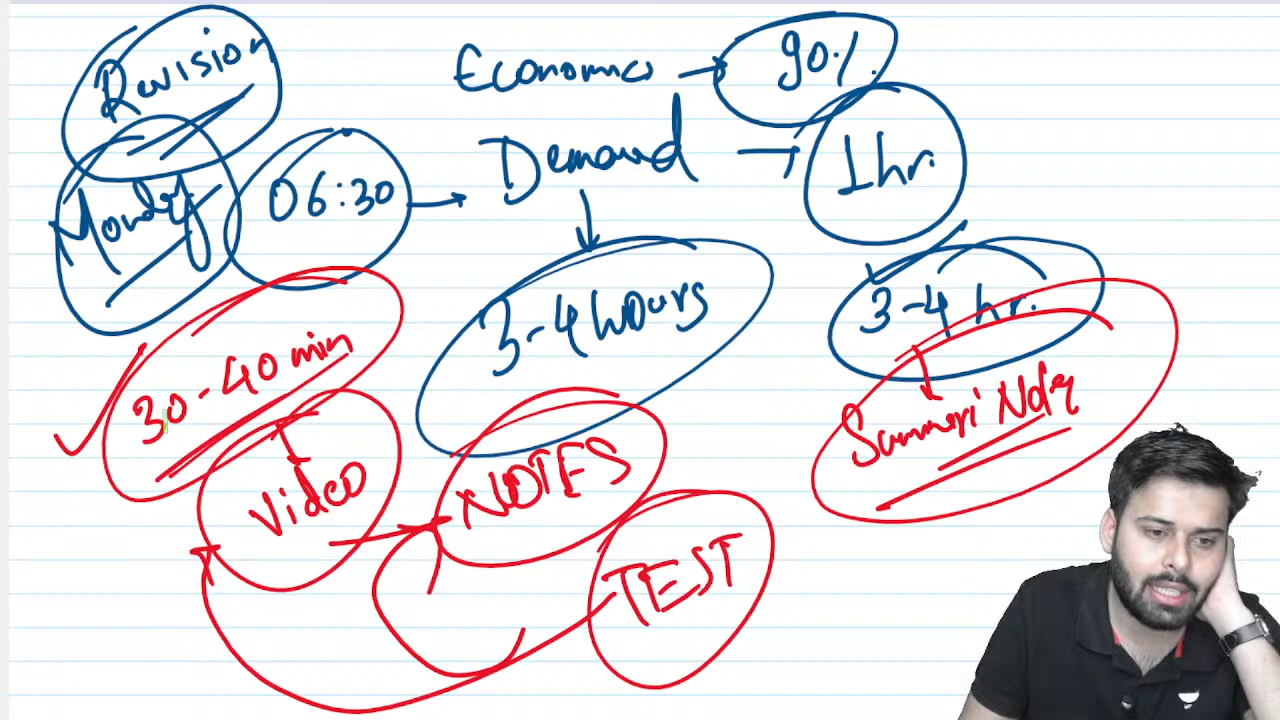 Revision
Economics → 90%.
Monday 06:30 → Demand → 1hr.
3-4 hours
3-4 hr.
30-40 min
Video
NOTES
TEST